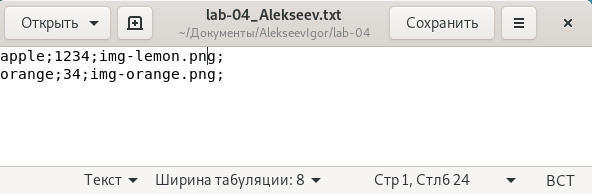 Открыть
lab-04_Alekseev.txt
~/Документы/AlekseevIgor/lab-04
Сохранить
apple;1234;img-lemon.png;
orange;34;img-orange.png;
Текст
Ширина табуляции: 8
Стр 1, Стлб 24
ВСТ